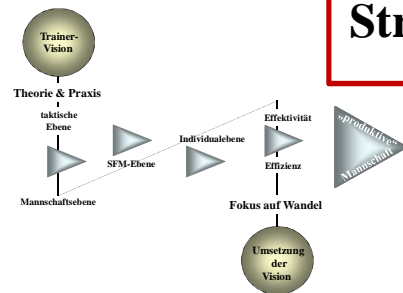 Str
Trainer-
Vision
Theorie & Praxis
taktische
Ebene
Mannschaftsebene
SFM-Ebene
Individualebene
Effektivität
Effizienz
„produktive"
Mannschaft
Fokus auf Wandel
Umsetzung
der
Vision